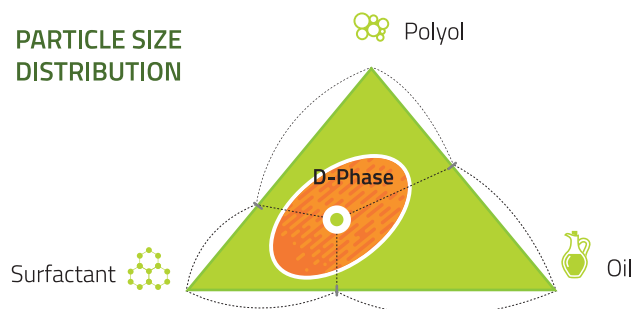 PARTICLE SIZE
DISTRIBUTION
Polyol
D-Phase
Surfactant
Oil